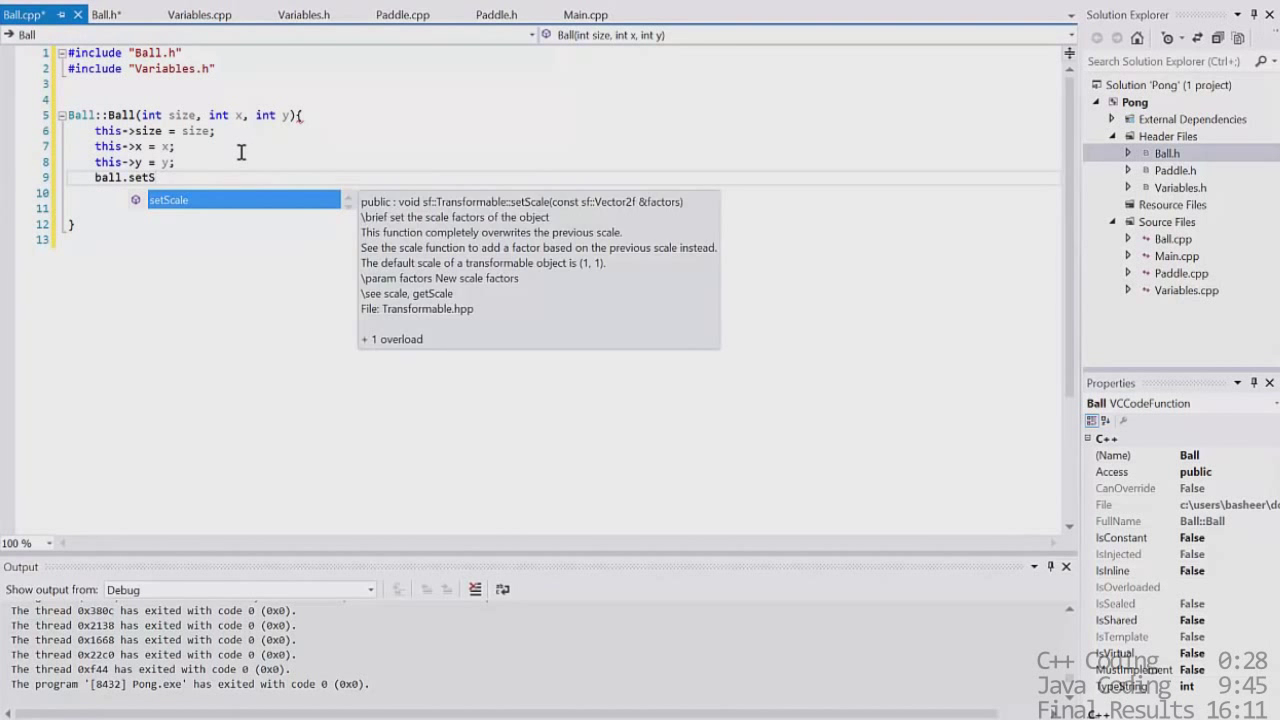 Ball.cpp* Ball.h* Variables.cpp Variables.h Paddle.cpp Paddle.h Main.cpp
Ball Ball(int size, int x, int y)
1 #include "Ball.h"
2 #include "Variables.h"
3
4
5 Ball::Ball(int size, int x, int y){
6 this->size = size;
7 this->x = x;
8 this->y = y;
9 ball.setS
10
11
12 }
13
setScale
public : void sf::Transformable::setScale(const sf::Vector2f &factors)
\brief set the scale factors of the object
This function completely overwrites the previous scale.
See the scale function to add a factor based on the previous scale instead.
The default scale of a transformable object is (1, 1).
\param factors New scale factors
\see scale, getScale
File: Transformable.hpp
+ 1 overload
100 %
Output
Show output from: Debug
The thread 0x380c has exited with code 0 (0x0).
The thread 0x2138 has exited with code 0 (0x0).
The thread 0x1668 has exited with code 0 (0x0).
The thread 0x22c0 has exited with code 0 (0x0).
The thread 0xf44 has exited with code 0 (0x0).
The program '[8432] Pong.exe' has exited with code 0 (0x0).
Solution Explorer
Search Solution Explorer (Ctrl+;)
Solution 'Pong' (1 project)
Pong
External Dependencies
Header Files
Ball.h
Paddle.h
Variables.h
Resource Files
Source Files
Ball.cpp
Main.cpp
Paddle.cpp
Variables.cpp
Properties
Ball VCCodeFunction
C++
(Name) Ball
Access public
CanOverride False
File c:\users\basheer\do
FullName Ball::Ball
IsConstant False
IsInjected False
IsInline False
IsOverloaded
IsSealed False
IsShared False
IsTemplate False
IsVirtual False
MustImplement False
TypeString int
C++
C++ Coding 0:28
Java Coding 9:45
Final Results 16:11